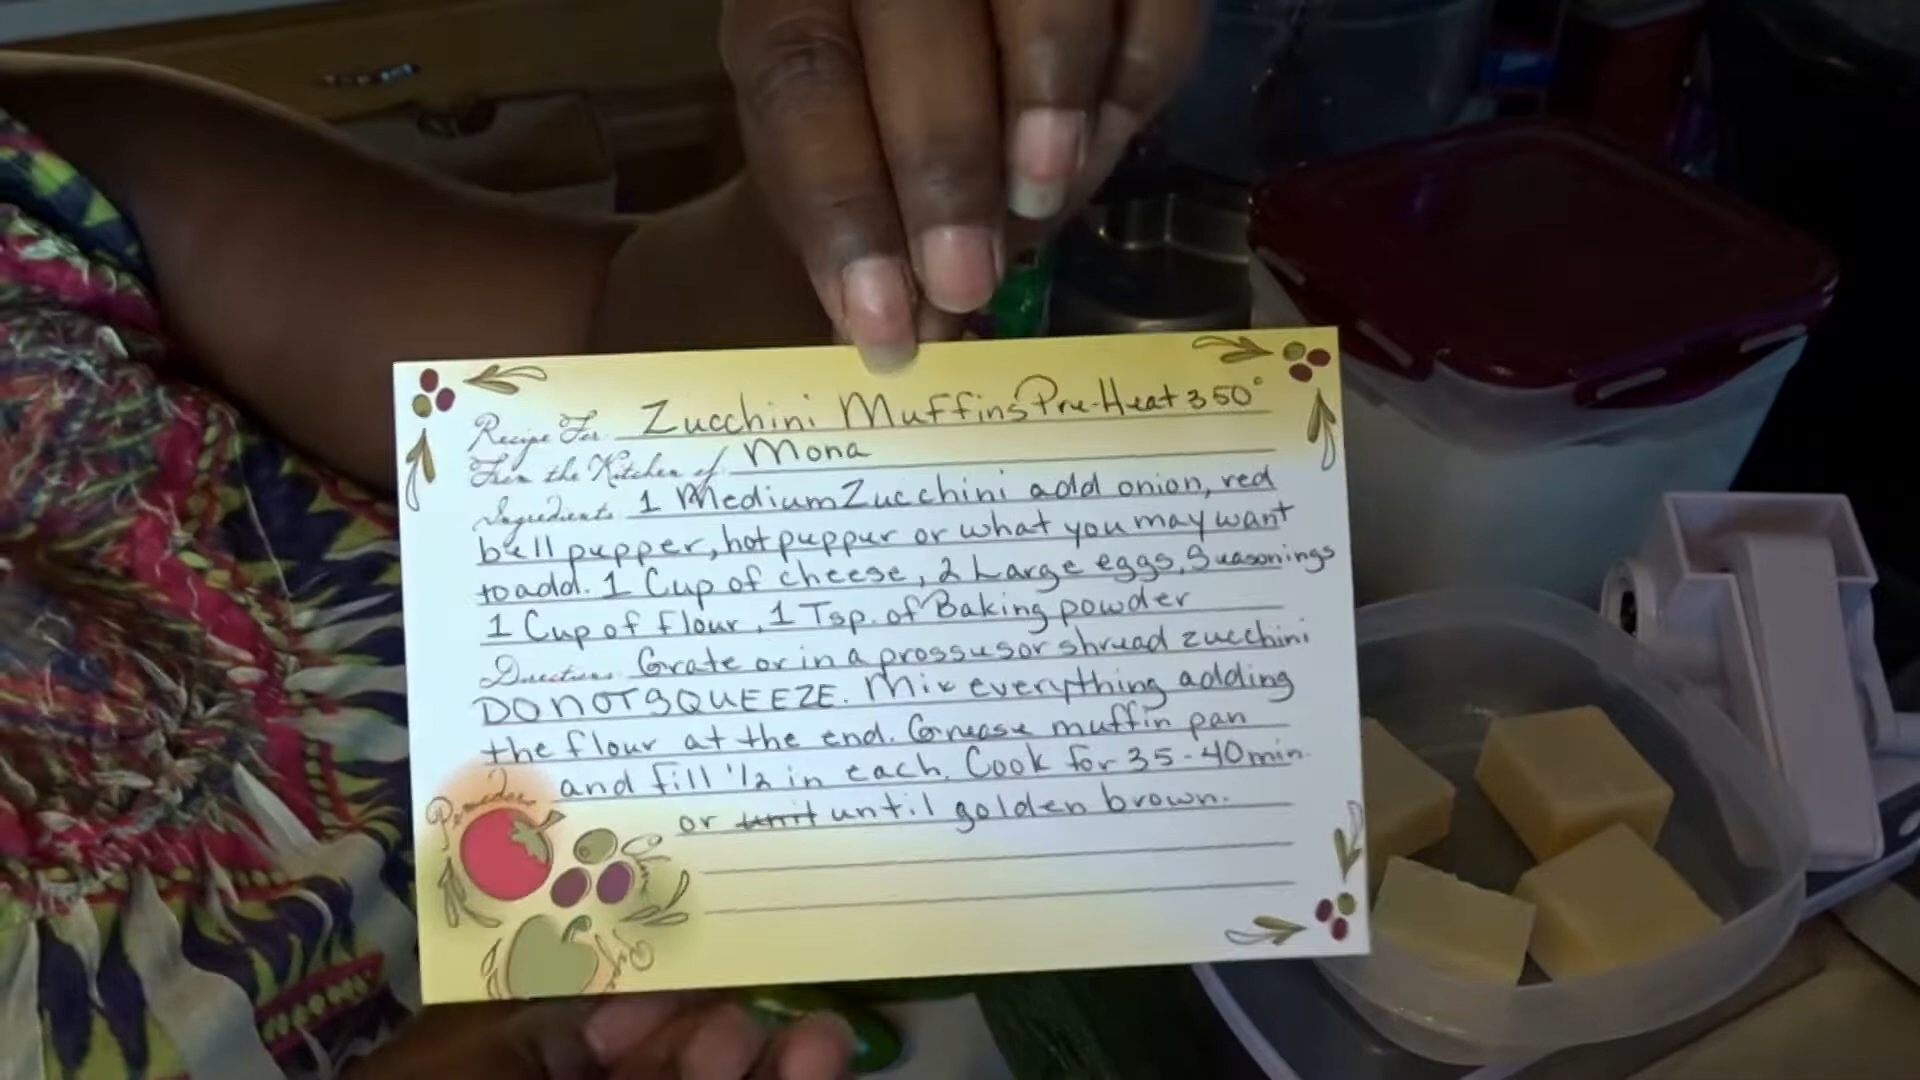 Recipe For Zucchini Muffins Pre-Heat 350°
From the Kitchen of Mona
Ingredients 1 Medium Zucchini add onion, red
bell pepper, hot pepper or what you may want
to add. 1 Cup of cheese, 2 Large eggs, Seasonings
1 Cup of flour, 1 Tsp. of Baking powder
Directions Grate or in a prossesor shread zucchini
DO NOT SQUEEZE. Mix everything adding
the flour at the end. Grease muffin pan
and fill 1/2 in each. Cook for 35-40 min.
or unit until golden brown.
Pomodoro